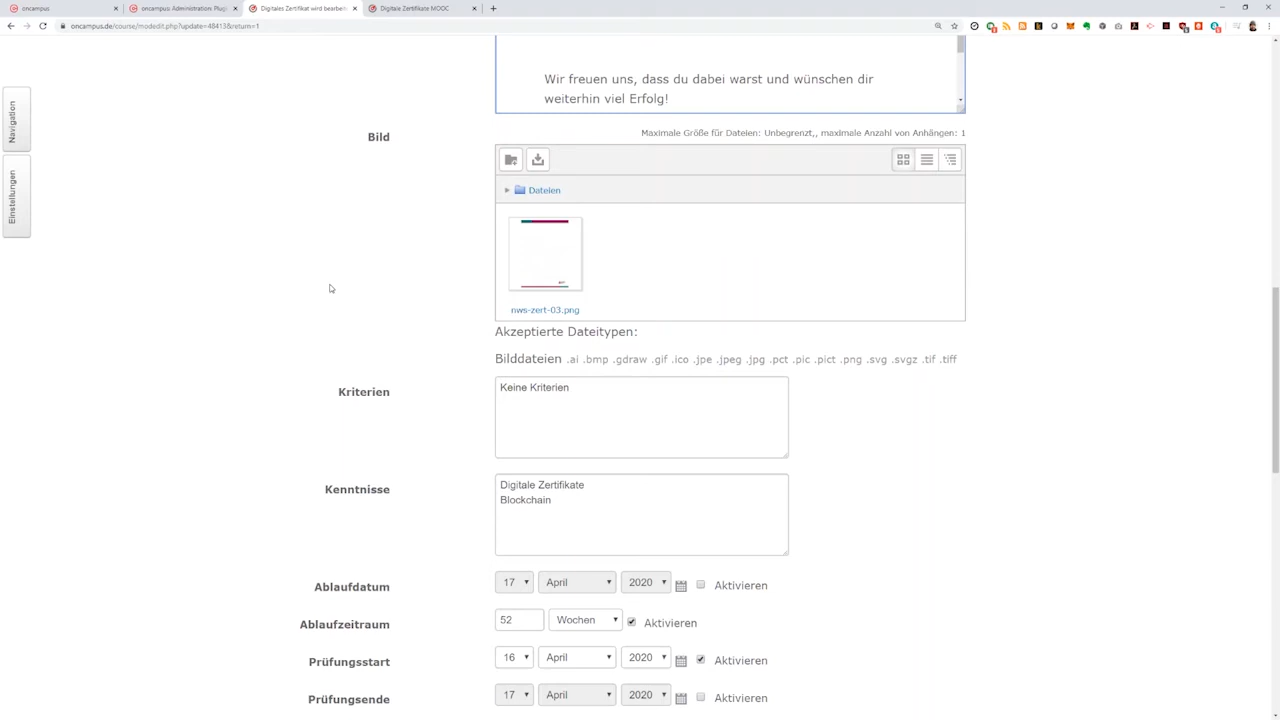 oncampus
oncampus: Administration: Plugi
Digitales Zertifikat wird bearbei
Digitale Zertifikate MOOC
oncampus.de/course/modedit.php?update=48413&return=1
Navigation
Einstellungen
Wir freuen uns, dass du dabei warst und wünschen dir
weiterhin viel Erfolg!
Bild
Maximale Größe für Dateien: Unbegrenzt,, maximale Anzahl von Anhängen: 1
Dateien
nws-zert-03.png
Akzeptierte Dateitypen:
Bilddateien .ai .bmp .gdraw .gif .ico .jpe .jpeg .jpg .pct .pic .pict .png .svg .svgz .tif .tiff
Kriterien
Keine Kriterien
Kenntnisse
Digitale Zertifikate
Blockchain
Ablaufdatum
17 April 2020 Aktivieren
Ablaufzeitraum
52 Wochen Aktivieren
Prüfungsstart
16 April 2020 Aktivieren
Prüfungsende
17 April 2020 Aktivieren